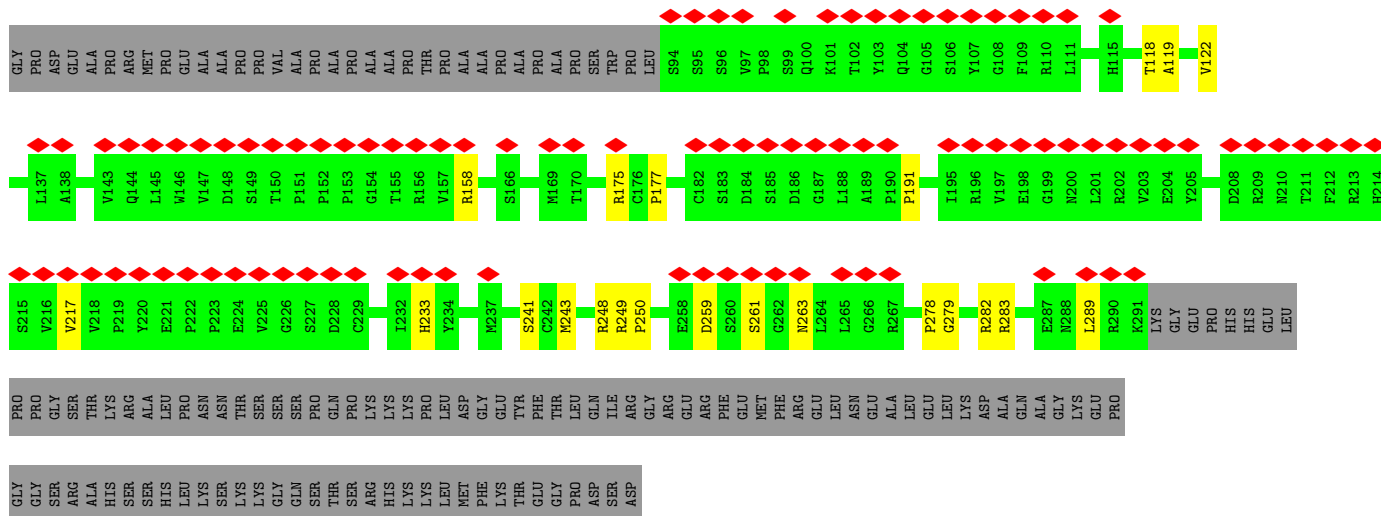 GLY PRO ASP GLU ALA PRO ARG MET PRO GLU ALA ALA PRO PRO VAL ALA PRO ALA PRO ALA ALA PRO THR PRO ALA ALA PRO ALA PRO ALA PRO SER TRP PRO LEU S94 S95 S96 V97 P98 S99 Q100 K101 T102 Y103 Q104 G105 S106 Y107 G108 F109 R110 L111 H115 T118 A119 V122
L137 A138 V143 Q144 L145 W146 V147 D148 S149 T150 P151 P152 P153 G154 T155 R156 V157 R158 S166 M169 T170 R175 C176 P177 C182 S183 D184 S185 D186 G187 L188 A189 P190 P191 I195 R196 V197 E198 G199 N200 L201 R202 V203 E204 Y205 D208 R209 N210 T211 F212 R213 H214
S215 V216 V217 V218 P219 Y220 E221 P222 P223 E224 V225 G226 S227 D228 C229 I232 H233 Y234 M237 S241 C242 M243 R248 R249 P250 E258 D259 S260 S261 G262 N263 L264 L265 G266 R267 P278 G279 R282 R283 E287 N288 L289 R290 K291 LYS GLY GLU PRO HIS HIS GLU LEU
PRO PRO GLY SER THR LYS ARG ALA LEU PRO ASN ASN THR SER SER SER PRO GLN PRO LYS LYS LYS PRO LEU ASP GLY GLU TYR PHE THR LEU GLN ILE ARG GLY ARG GLU ARG PHE GLU MET PHE ARG GLU LEU ASN GLU ALA LEU GLU LEU LYS ASP ALA GLN ALA GLY LYS GLU PRO
GLY GLY SER ARG ALA HIS SER SER HIS LEU LYS SER LYS LYS GLY GLN SER THR SER ARG HIS LYS LYS LEU MET PHE LYS THR GLU GLY PRO ASP SER ASP